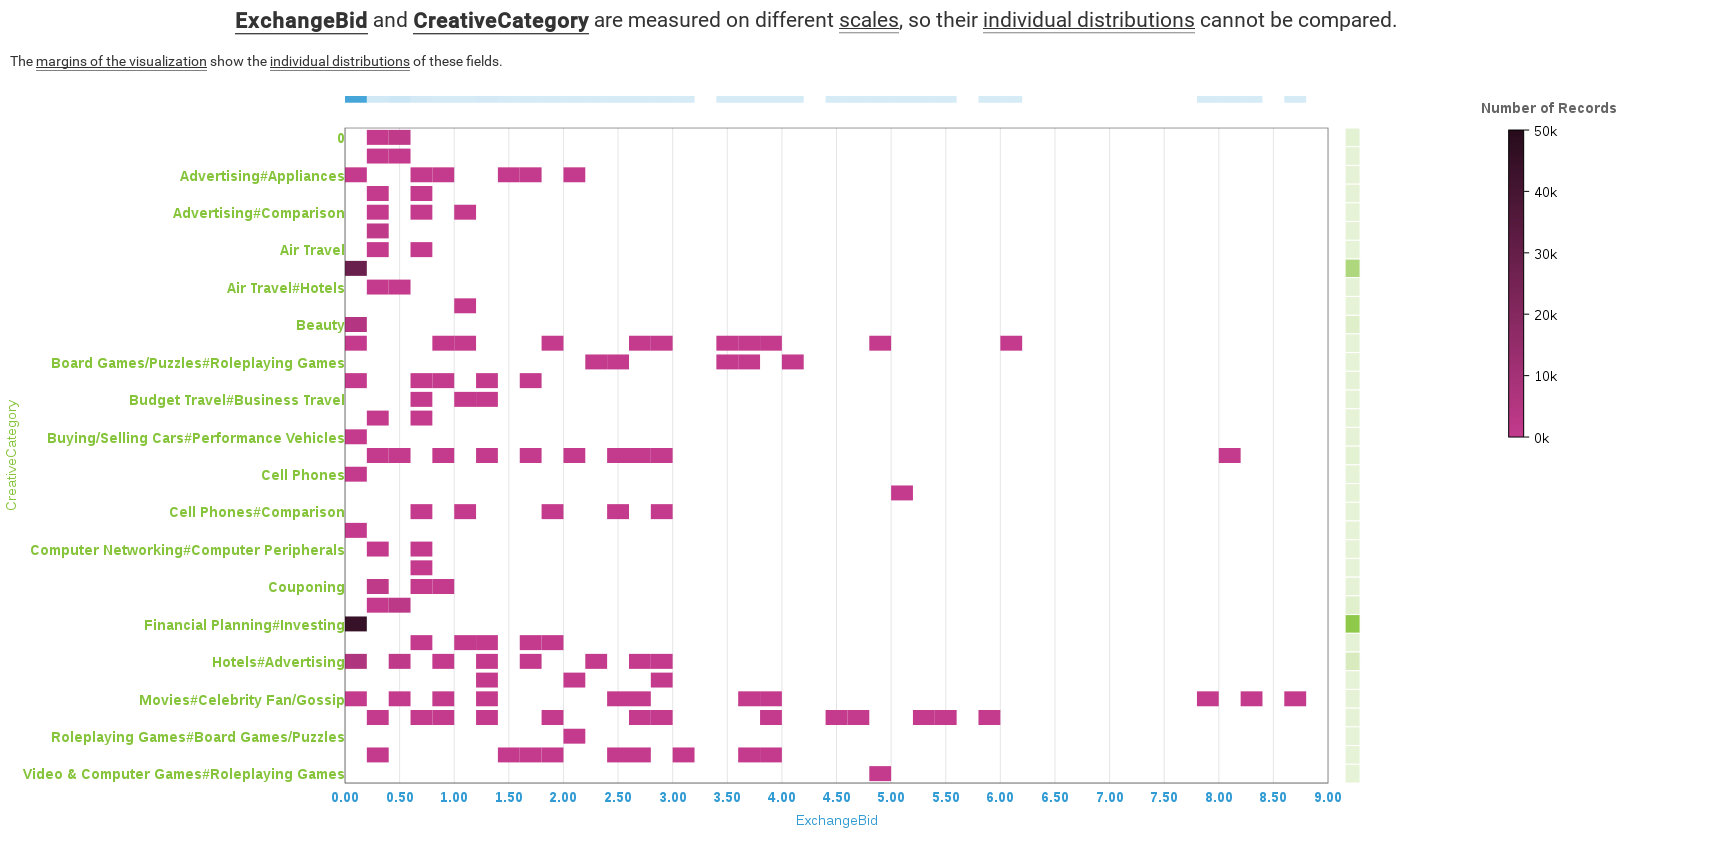 ExchangeBid and CreativeCategory are measured on different scales, so their individual distributions cannot be compared.
The margins of the visualization show the individual distributions of these fields.
Number of Records
50k
40k
30k
20k
10k
0k
CreativeCategory
0
Advertising#Appliances
Advertising#Comparison
Air Travel
Air Travel#Hotels
Beauty
Board Games/Puzzles#Roleplaying Games
Budget Travel#Business Travel
Buying/Selling Cars#Performance Vehicles
Cell Phones
Cell Phones#Comparison
Computer Networking#Computer Peripherals
Couponing
Financial Planning#Investing
Hotels#Advertising
Movies#Celebrity Fan/Gossip
Roleplaying Games#Board Games/Puzzles
Video & Computer Games#Roleplaying Games
0.00 0.50 1.00 1.50 2.00 2.50 3.00 3.50 4.00 4.50 5.00 5.50 6.00 6.50 7.00 7.50 8.00 8.50 9.00
ExchangeBid